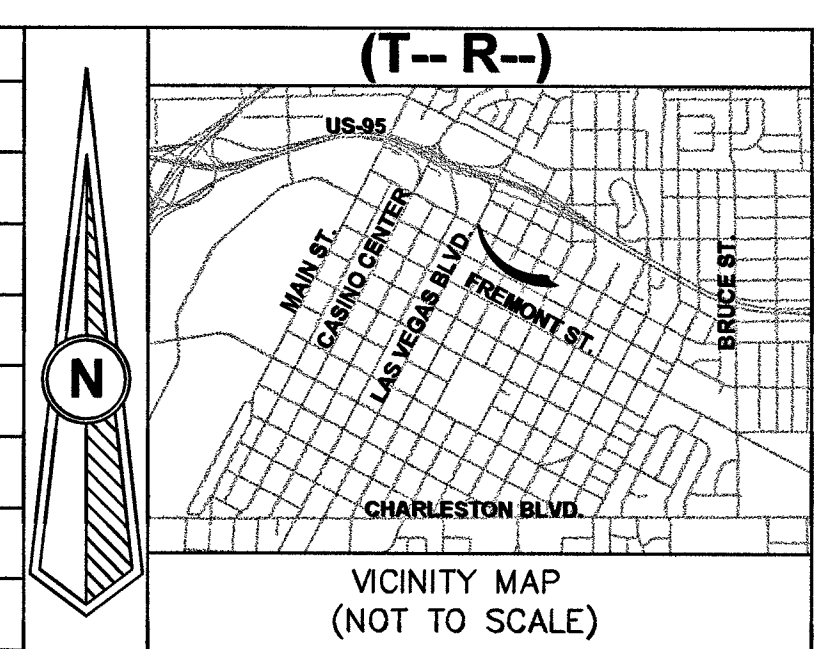 (T-- R--)
US-95
MAIN ST.
CASINO CENTER
LAS VEGAS BLVD.
FREMONT ST.
BRUCE ST.
CHARLESTON BLVD.
N
VICINITY MAP
(NOT TO SCALE)